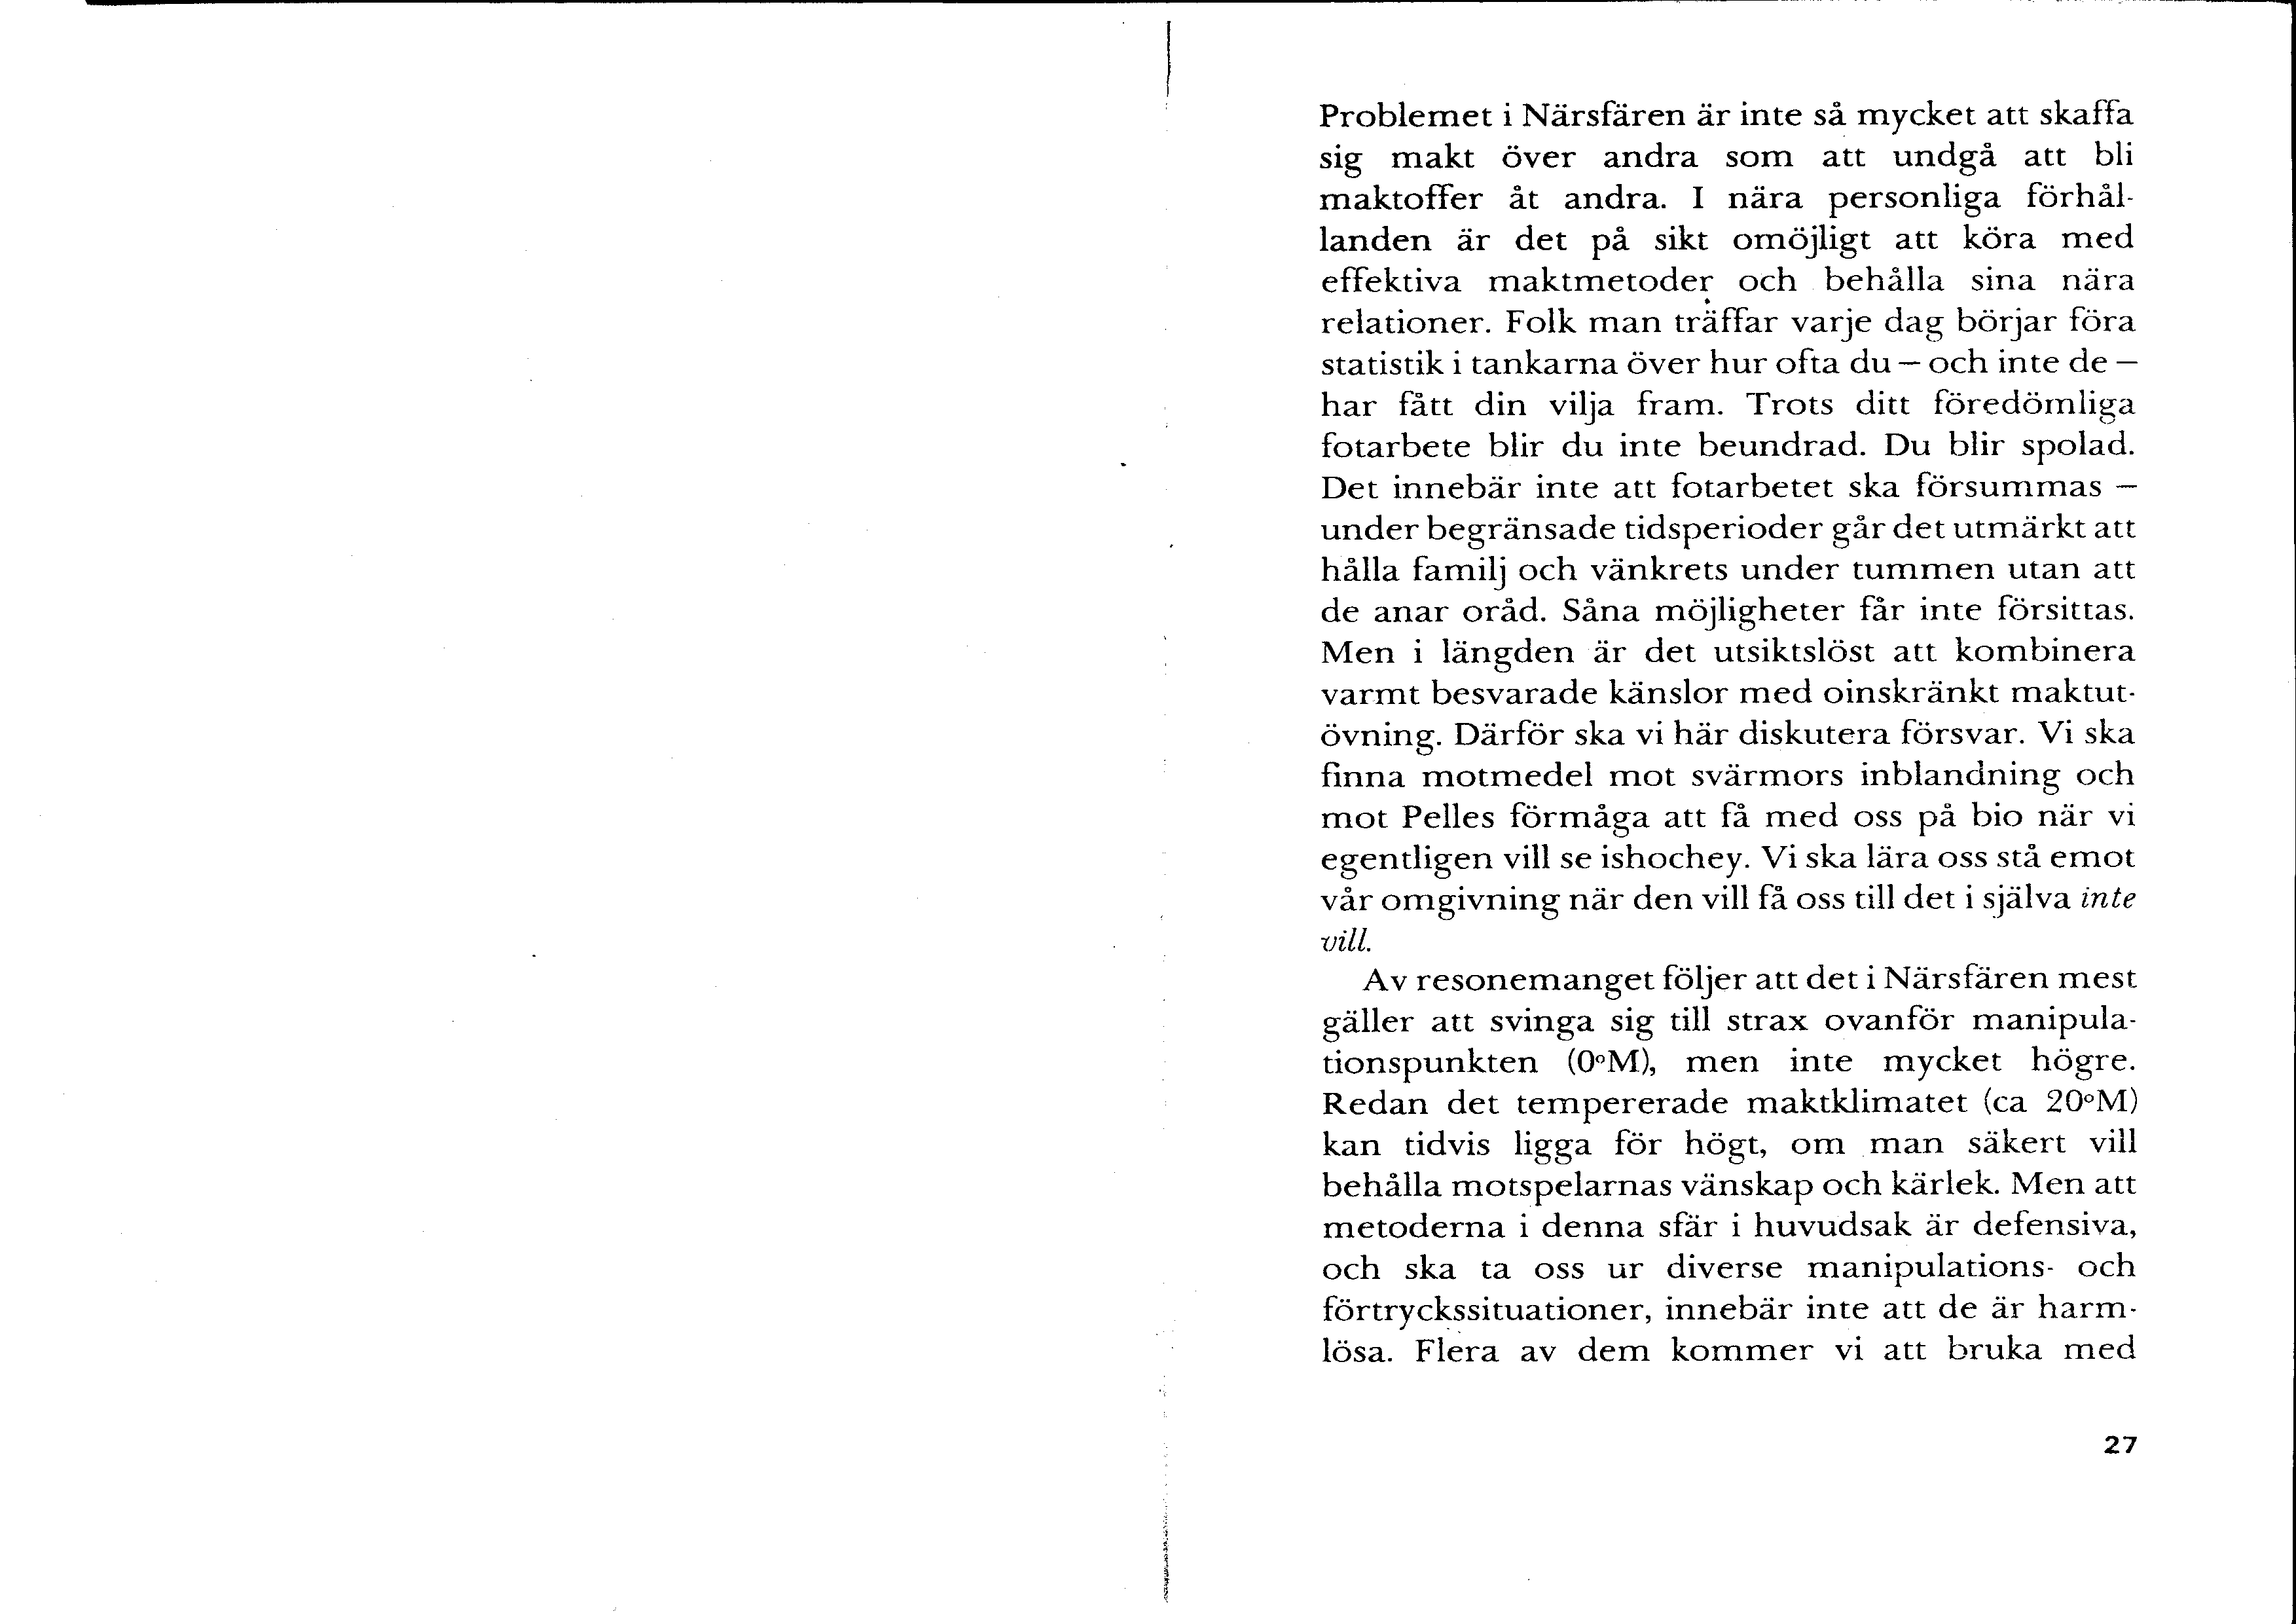 Problemet i Närsfären är inte så mycket att skaffa
sig makt över andra som att undgå att bli
maktoffer åt andra. I nära personliga förhål-
landen är det på sikt omöjligt att köra med
effektiva maktmetoder och behålla sina nära
relationer. Folk man träffar varje dag börjar föra
statistik i tankarna över hur ofta du – och inte de –
har fått din vilja fram. Trots ditt föredömliga
fotarbete blir du inte beundrad. Du blir spolad.
Det innebär inte att fotarbetet ska försummas –
under begränsade tidsperioder går det utmärkt att
hålla familj och vänkrets under tummen utan att
de anar oråd. Såna möjligheter får inte försittas.
Men i längden är det utsiktslöst att kombinera
varmt besvarade känslor med oinskränkt maktut-
övning. Därför ska vi här diskutera försvar. Vi ska
finna motmedel mot svärmors inblandning och
mot Pelles förmåga att få med oss på bio när vi
egentligen vill se ishochey. Vi ska lära oss stå emot
vår omgivning när den vill få oss till det i själva inte
vill.
Av resonemanget följer att det i Närsfären mest
gäller att svinga sig till strax ovanför manipula-
tionspunkten (0°M), men inte mycket högre.
Redan det tempererade maktklimatet (ca 20°M)
kan tidvis ligga för högt, om man säkert vill
behålla motspelarnas vänskap och kärlek. Men att
metoderna i denna sfär i huvudsak är defensiva,
och ska ta oss ur diverse manipulations- och
förtryckssituationer, innebär inte att de är harm-
lösa. Flera av dem kommer vi att bruka med
27